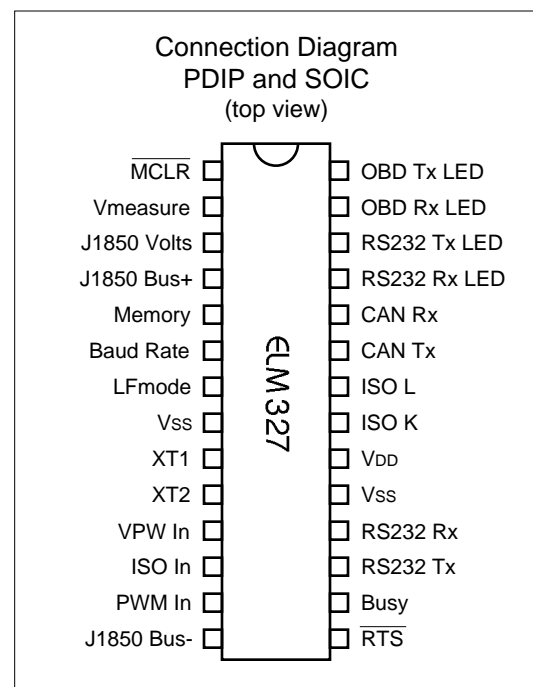 Connection Diagram
PDIP and SOIC
(top view)
MCLR OBD Tx LED
Vmeasure OBD Rx LED
J1850 Volts RS232 Tx LED
J1850 Bus+ RS232 Rx LED
Memory CAN Rx
Baud Rate CAN Tx
LFmode ISO L
Vss ISO K
XT1 VDD
XT2 Vss
VPW In RS232 Rx
ISO In RS232 Tx
PWM In Busy
J1850 Bus- RTS
ELM327